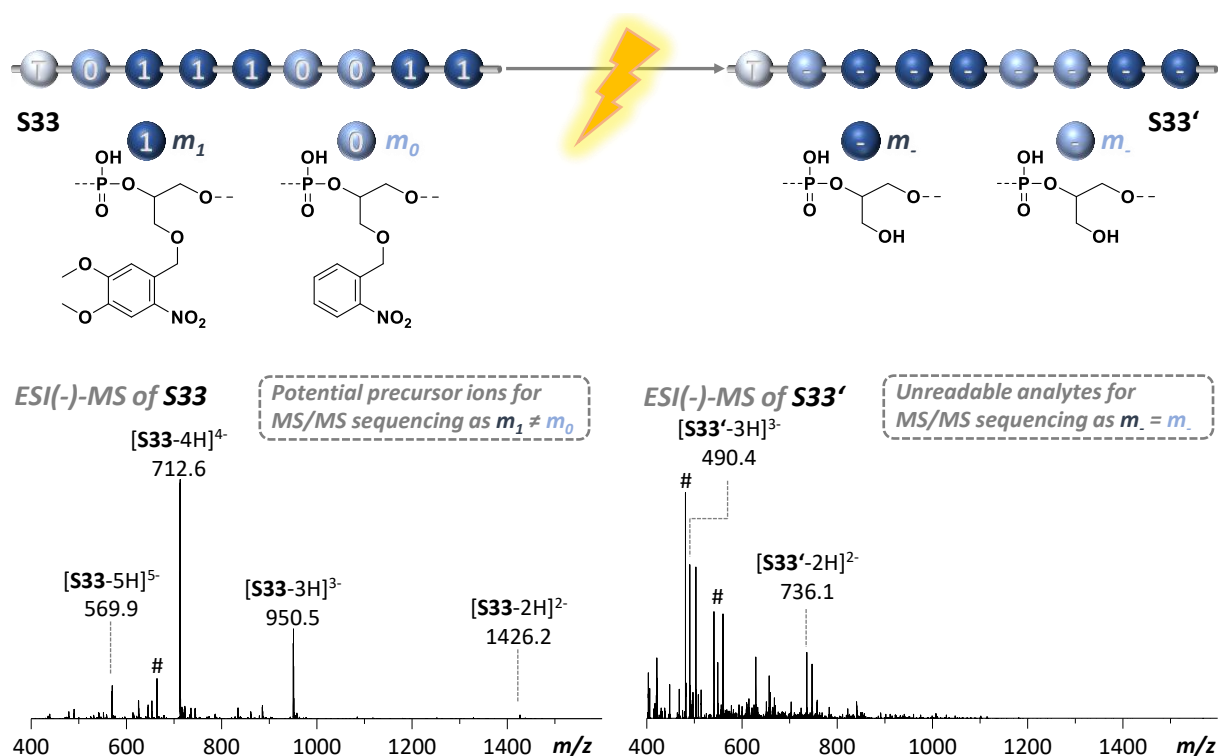 T 0 1 1 1 0 0 1 1
T - - - - - - - -
S33
S33‘
1 m1
0 m0
- m-
- m-
OH
P O O
O
O
O
O
NO2
OH
P O O
O
O
NO2
OH
P O O
O
OH
OH
P O O
O
OH
ESI(-)-MS of S33
Potential precursor ions for
MS/MS sequencing as m1 ≠ m0
[S33-4H]4-
712.6
[S33-5H]5-
569.9
#
[S33-3H]3-
950.5
[S33-2H]2-
1426.2
400 600 800 1000 1200 1400 m/z
ESI(-)-MS of S33‘
Unreadable analytes for
MS/MS sequencing as m- = m-
[S33‘-3H]3-
490.4
#
#
[S33‘-2H]2-
736.1
400 600 800 1000 1200 1400 m/z